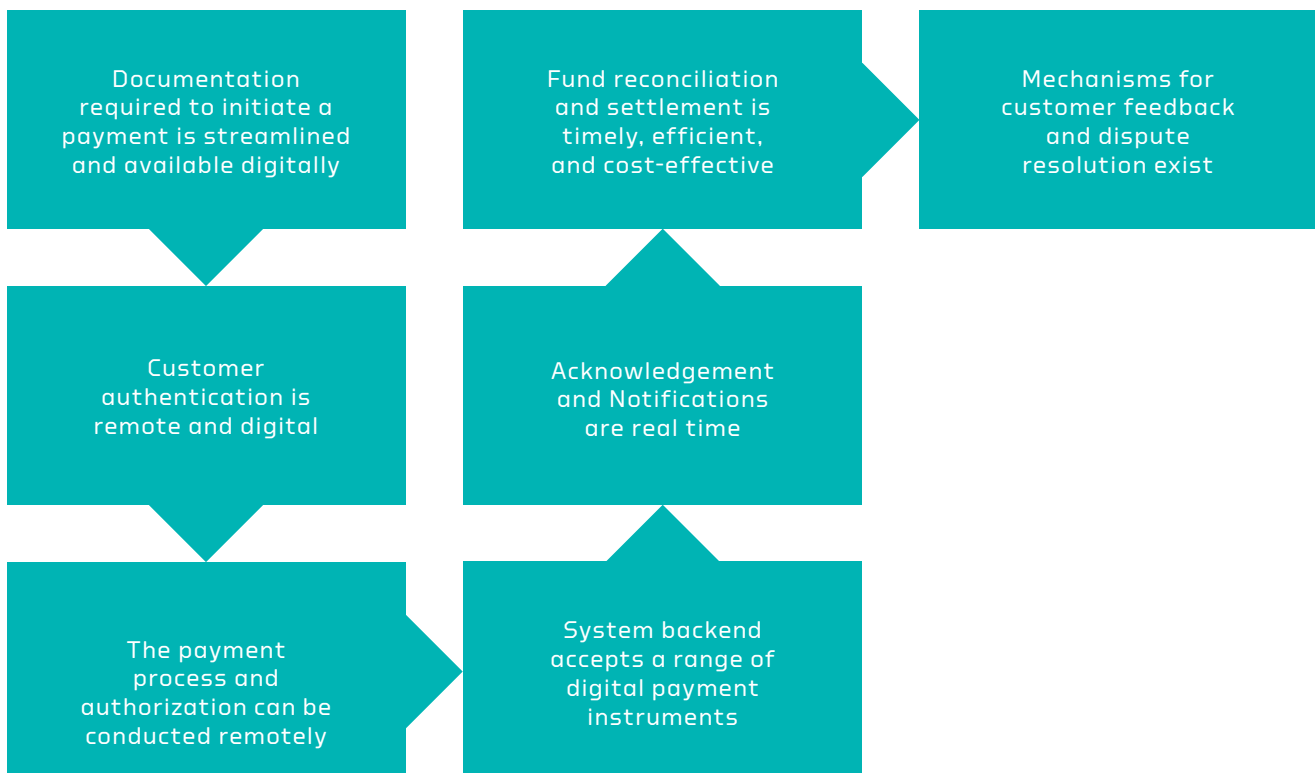 Documentation
required to initiate a
payment is streamlined
and available digitally
Customer
authentication is
remote and digital
The payment
process and
authorization can be
conducted remotely
System backend
accepts a range of
digital payment
instruments
Acknowledgement
and Notifications
are real time
Fund reconciliation
and settlement is
timely, efficient,
and cost-effective
Mechanisms for
customer feedback
and dispute
resolution exist